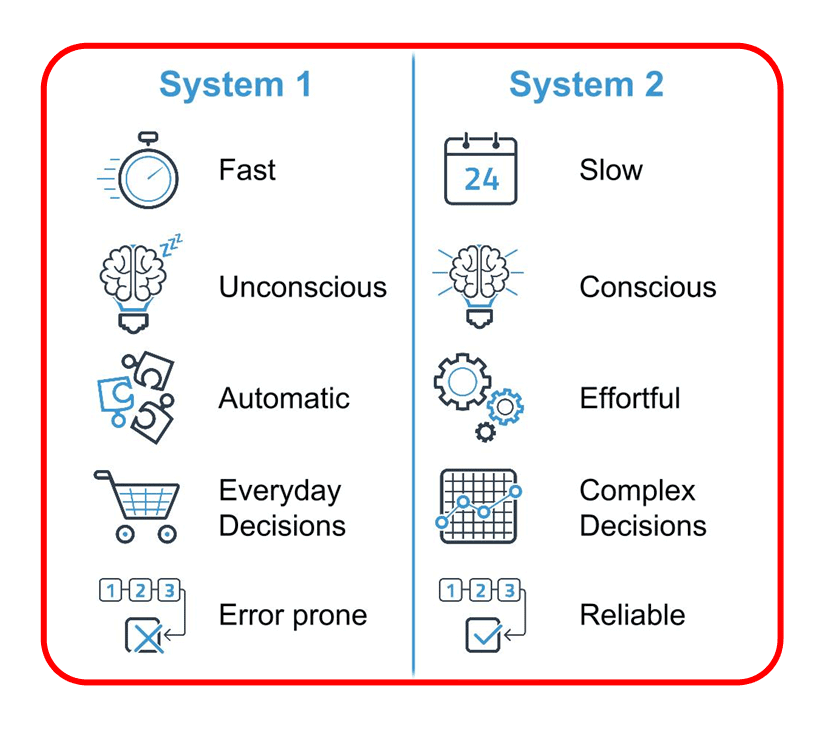 System 1
System 2
Fast
24
Slow
zzz
Unconscious
Conscious
Automatic
Effortful
Everyday
Decisions
Complex
Decisions
1 2 3
Error prone
1 2 3
Reliable